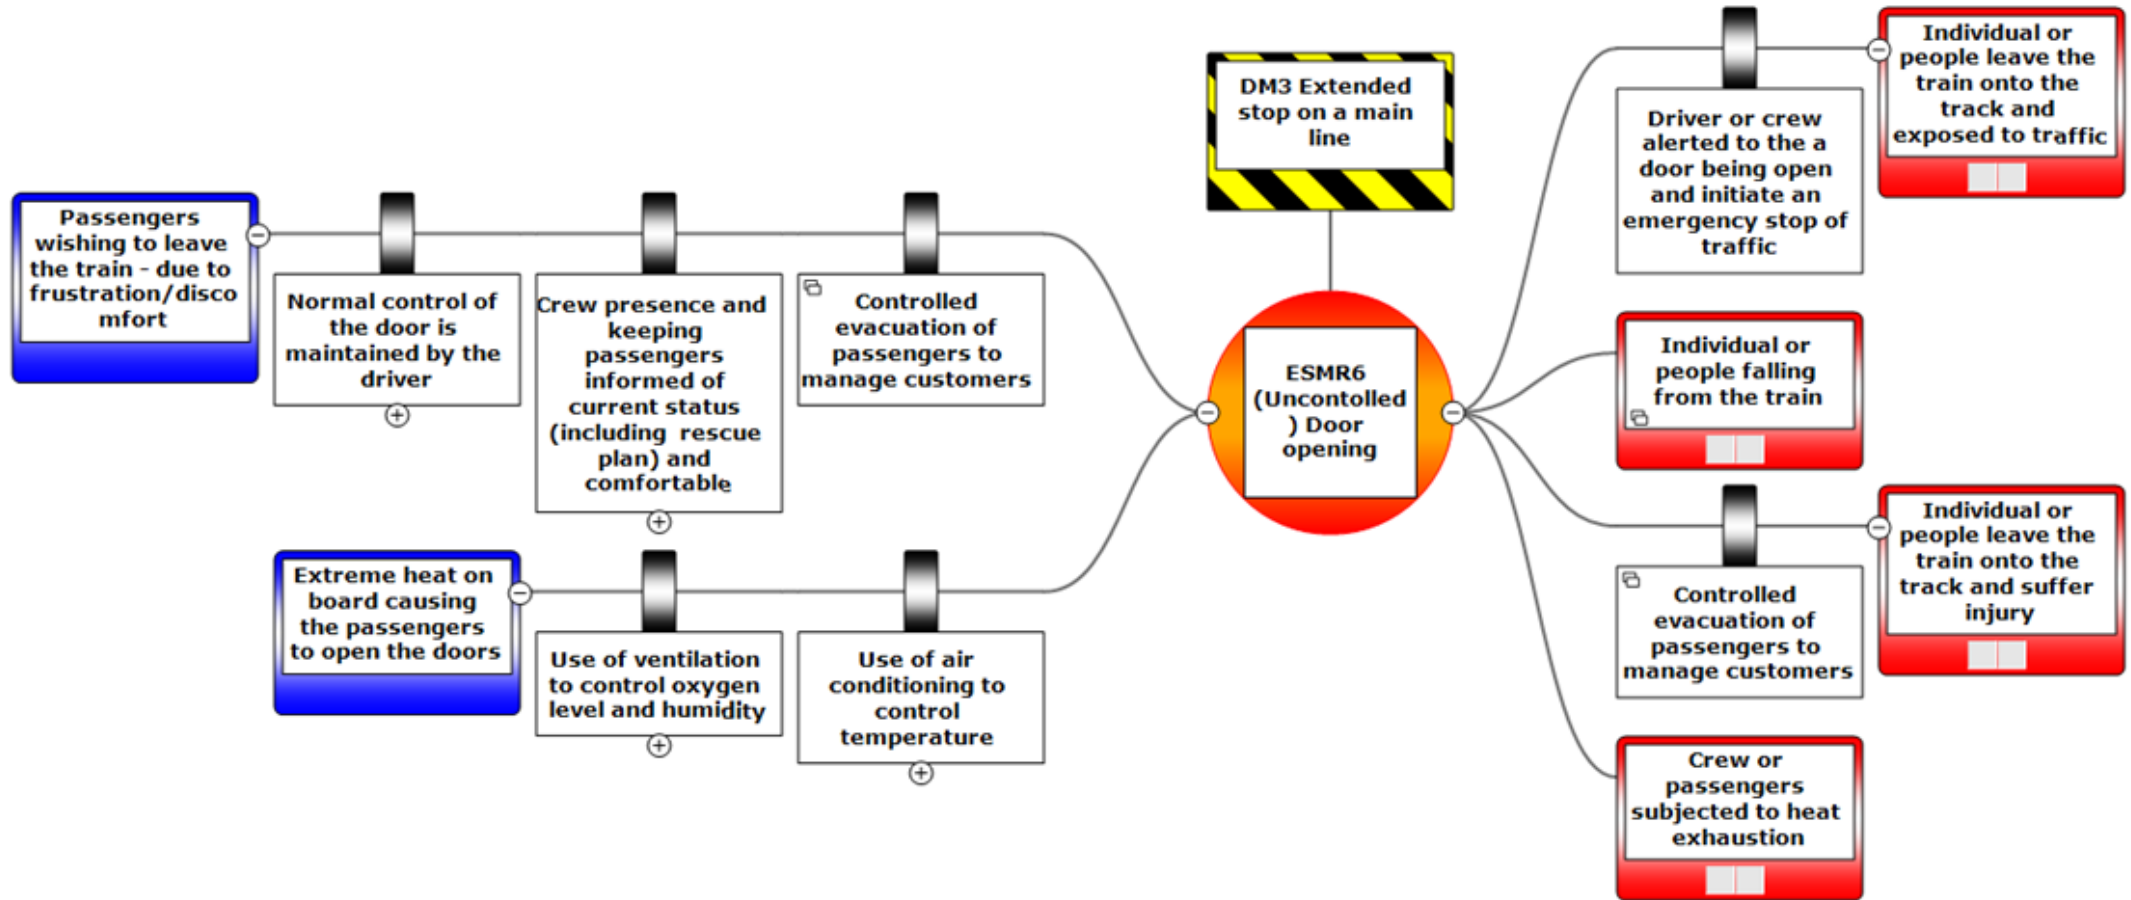 Passengers
wishing to leave
the train - due to
frustration/disco
mfort
Normal control of
the door is
maintained by the
driver
Crew presence and
keeping
passengers
informed of
current status
(including rescue
plan) and
comfortable
Controlled
evacuation of
passengers to
manage customers
Extreme heat on
board causing
the passengers
to open the doors
Use of ventilation
to control oxygen
level and humidity
Use of air
conditioning to
control
temperature
DM3 Extended
stop on a main
line
ESMR6
(Uncontolled
) Door
opening
Driver or crew
alerted to the a
door being open
and initiate an
emergency stop of
traffic
Individual or
people leave the
train onto the
track and
exposed to traffic
Individual or
people falling
from the train
Controlled
evacuation of
passengers to
manage customers
Individual or
people leave the
train onto the
track and suffer
injury
Crew or
passengers
subjected to heat
exhaustion